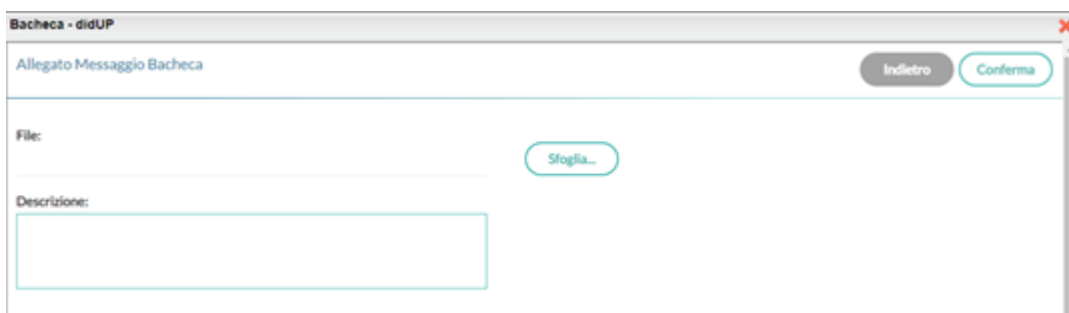 Bacheca - didUP
Allegato Messaggio Bacheca
Indietro
Conferma
File:
Sfoglia...
Descrizione: